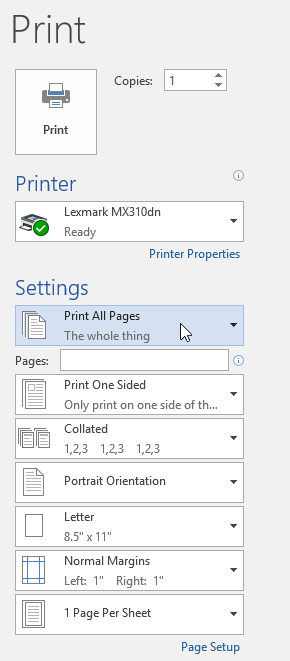 Print
Copies: 1
Print
Printer
Lexmark MX310dn
Ready
Printer Properties
Settings
Print All Pages
The whole thing
Pages:
Print One Sided
Only print on one side of th...
Collated
1,2,3 1,2,3 1,2,3
Portrait Orientation
Letter
8.5" x 11"
Normal Margins
Left: 1" Right: 1"
1 Page Per Sheet
Page Setup